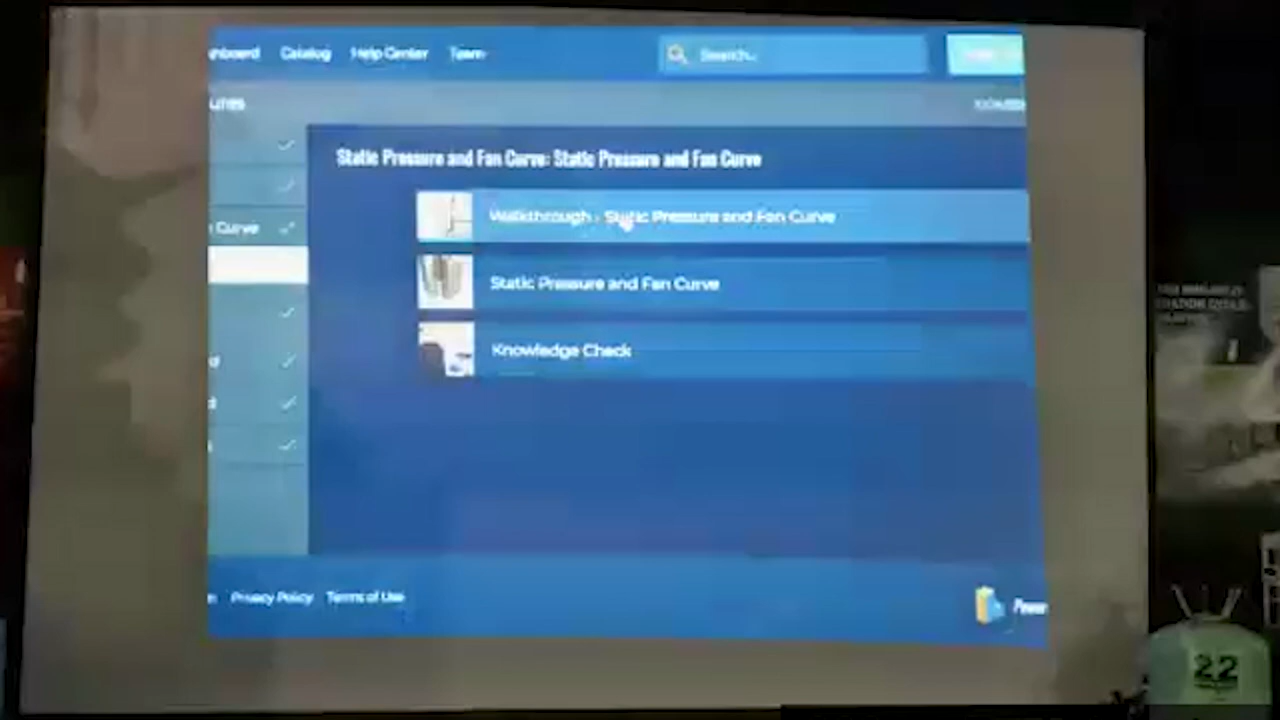 Catalog Help Center Team
Search...
Static Pressure and Fan Curve: Static Pressure and Fan Curve
Walkthrough - Static Pressure and Fan Curve
Curve
Static Pressure and Fan Curve
Knowledge Check
Privacy Policy Terms of Use
22